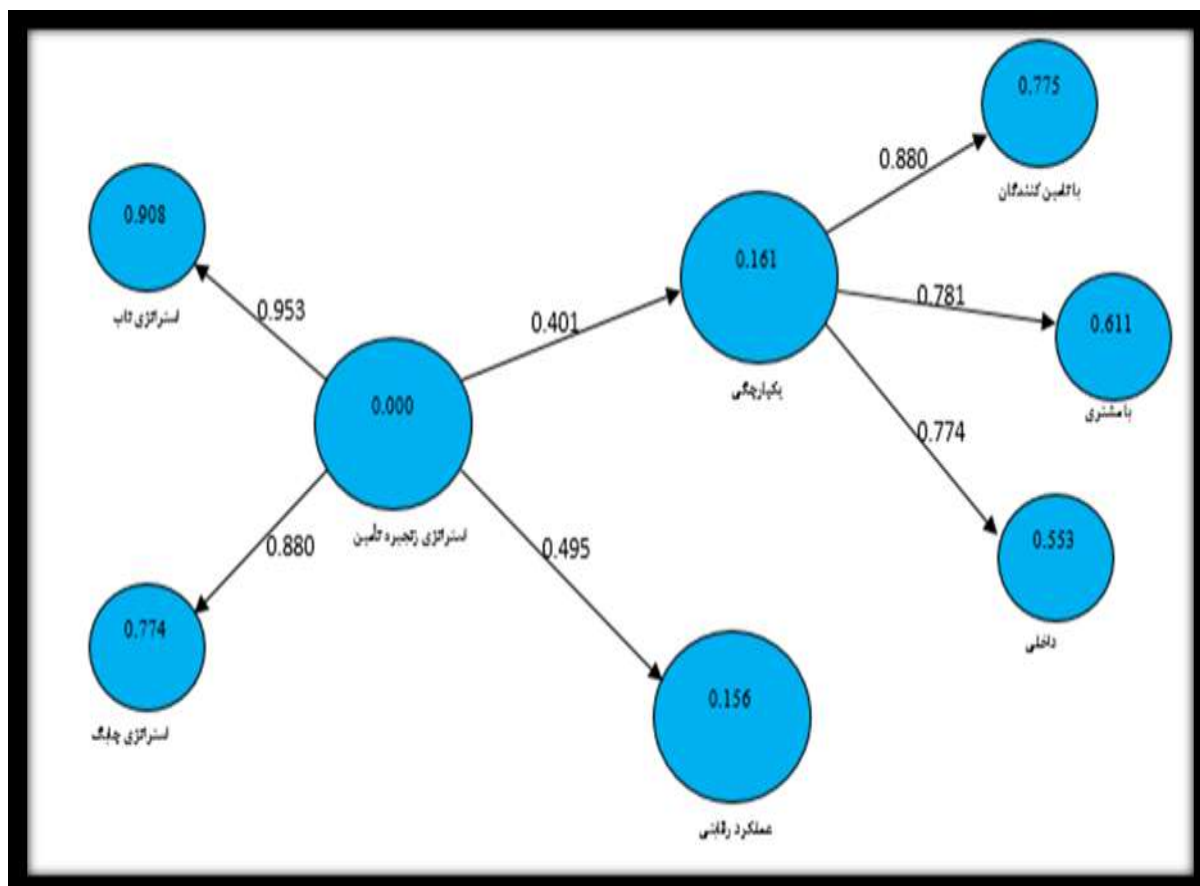 0.775
0.880
با تامین کنندگان
0.908
0.161
0.953
0.401
0.781
0.611
استراتژی ناب
یکپارچگی
0.000
با مشتری
0.774
استراتژی زنجیره تأمین
0.880
0.495
0.553
0.774
داخلی
0.156
استراتژی چابک
عملکرد رقابتی